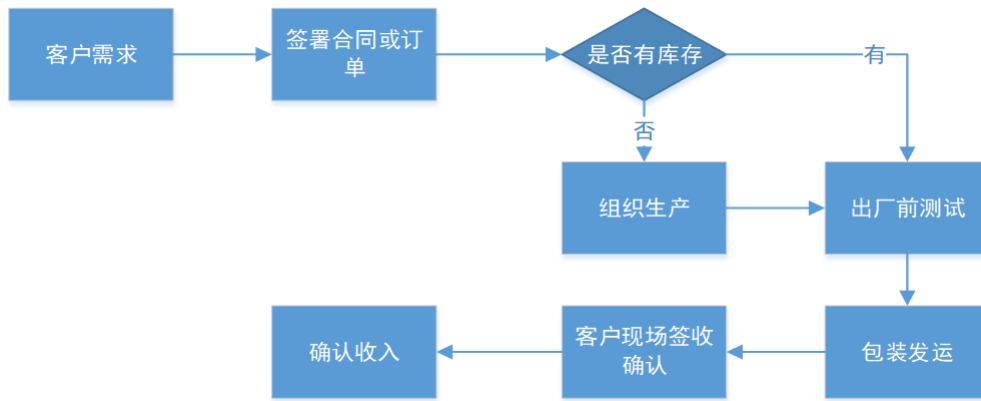 客户需求
签署合同或订
单
是否有库存
有
否
组织生产
出厂前测试
确认收入
客户现场签收
确认
包装发运